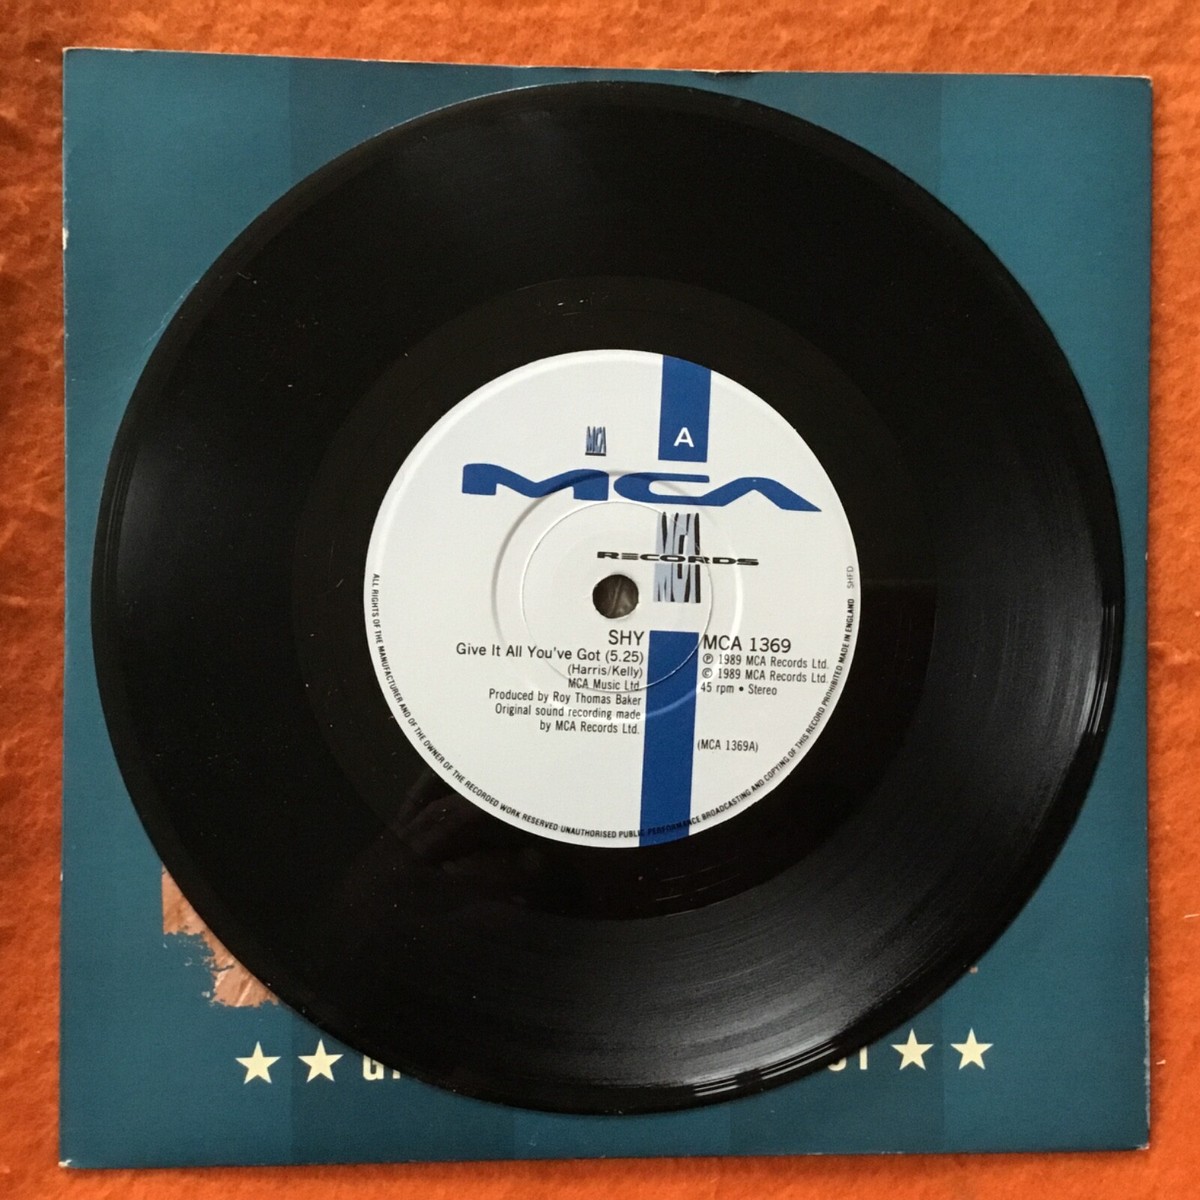 A
MCA
MCA
MCA
RECORDS
SHY
Give It All You've Got (5.25)
(Harris/Kelly)
MCA Music Ltd.
Produced by Roy Thomas Baker
Original sound recording made
by MCA Records Ltd.
MCA 1369
℗ 1989 MCA Records Ltd.
© 1989 MCA Records Ltd.
45 rpm • Stereo
(MCA 1369A)
ALL RIGHTS OF THE MANUFACTURER AND OF THE OWNER OF THE RECORDED WORK RESERVED UNAUTHORISED PUBLIC PERFORMANCE BROADCASTING AND COPYING OF THIS RECORD PROHIBITED MADE IN ENGLAND
SHFD